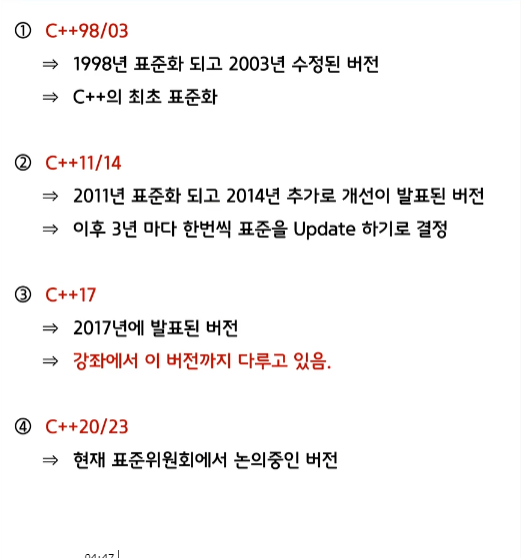 ① C++98/03
⇒ 1998년 표준화 되고 2003년 수정된 버전
⇒ C++의 최초 표준화
② C++11/14
⇒ 2011년 표준화 되고 2014년 추가로 개선이 발표된 버전
⇒ 이후 3년 마다 한번씩 표준을 Update 하기로 결정
③ C++17
⇒ 2017년에 발표된 버전
⇒ 강좌에서 이 버전까지 다루고 있음.
④ C++20/23
⇒ 현재 표준위원회에서 논의중인 버전